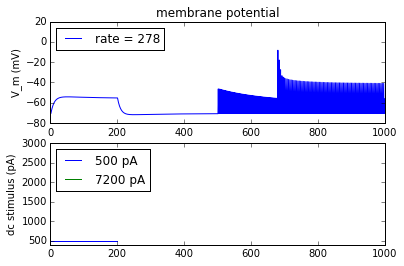 membrane potential
20
0
−20
−40
−60
−80
V_m (mV)
rate = 278
0 200 400 600 800 1000
3000
2500
2000
1500
1000
500
dc stimulus (pA)
500 pA
7200 pA
0 200 400 600 800 1000